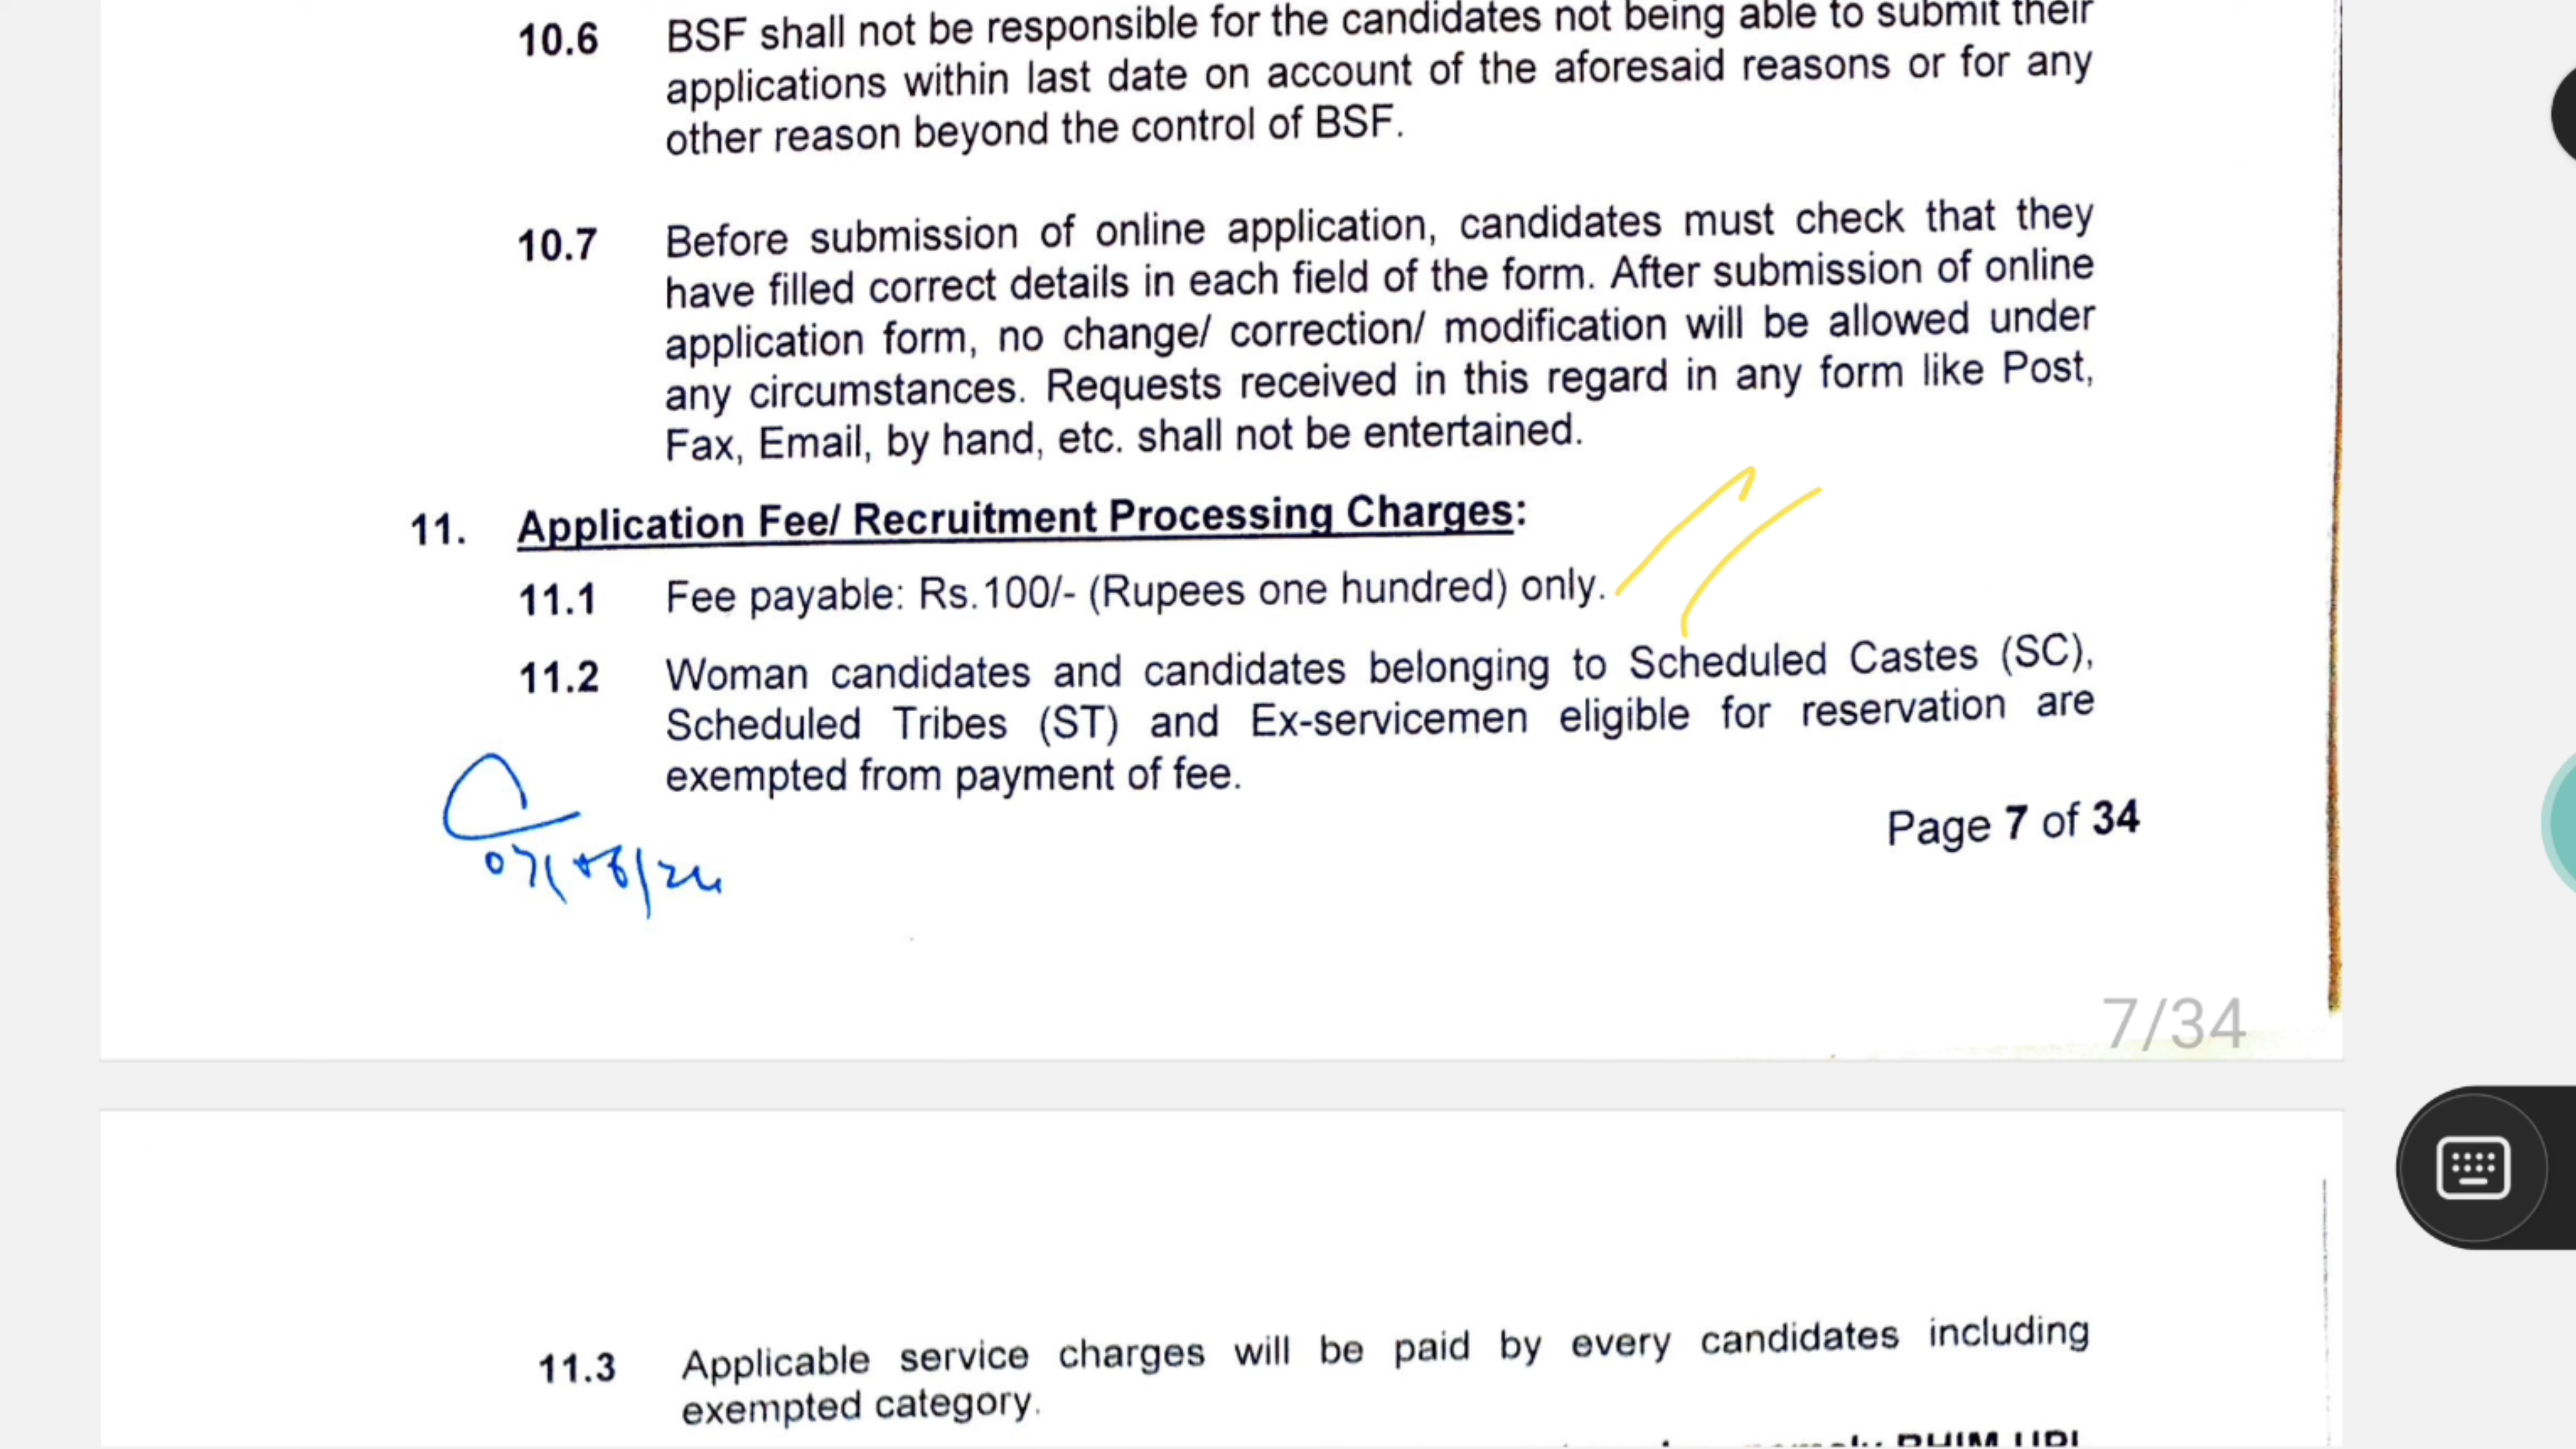 10.6 BSF shall not be responsible for the candidates not being able to submit their
applications within last date on account of the aforesaid reasons or for any
other reason beyond the control of BSF.
10.7 Before submission of online application, candidates must check that they
have filled correct details in each field of the form. After submission of online
application form, no change/ correction/ modification will be allowed under
any circumstances. Requests received in this regard in any form like Post,
Fax, Email, by hand, etc. shall not be entertained.
11. Application Fee/ Recruitment Processing Charges:
11.1 Fee payable: Rs.100/- (Rupees one hundred) only.
11.2 Woman candidates and candidates belonging to Scheduled Castes (SC),
Scheduled Tribes (ST) and Ex-servicemen eligible for reservation are
exempted from payment of fee.
Page 7 of 34
7/34
11.3 Applicable service charges will be paid by every candidates including
exempted category.
BHIM UPI